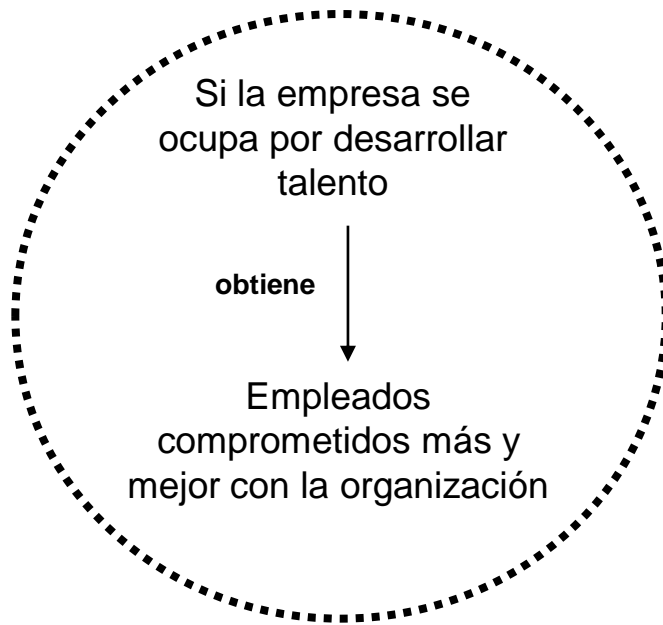 Si la empresa se
ocupa por desarrollar
talento
obtiene
Empleados
comprometidos más y
mejor con la organización